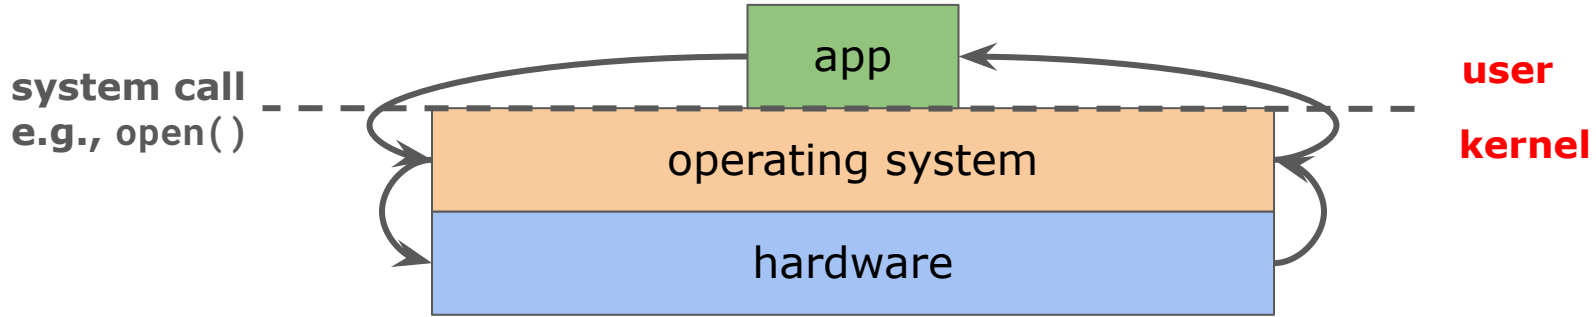 app
system call
e.g., open()
user
kernel
operating system
hardware